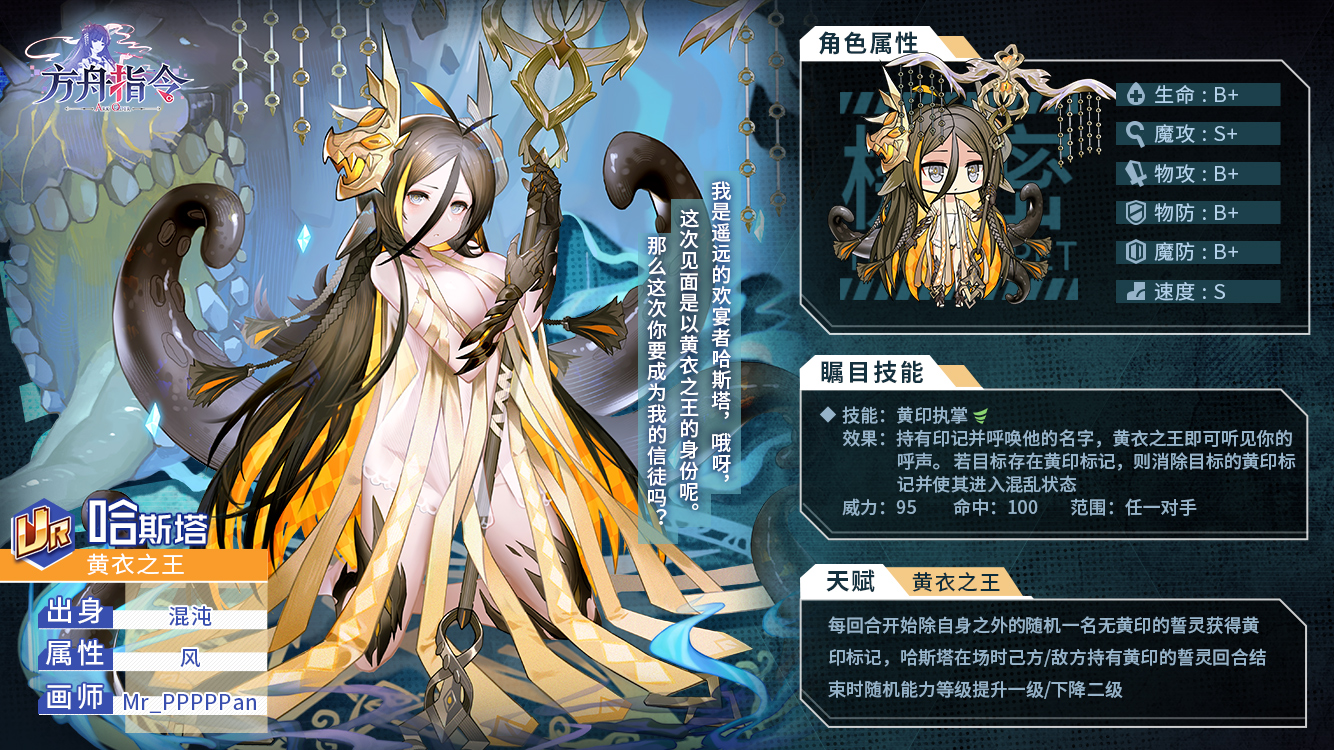 方舟指令
ARK ORDER
我是遥远的欢宴者哈斯塔，哦呀，
这次见面是以黄衣之王的身份呢。
那么这次你要成为我的信徒吗？
UR 哈斯塔
黄衣之王
出身 混沌
属性 风
画师 Mr_PPPPPan
角色属性
生命：B+
魔攻：S+
物攻：B+
物防：B+
魔防：B+
速度：S
密
瞩目技能
◆ 技能：黄印执掌
效果：持有印记并呼唤他的名字，黄衣之王即可听见你的
呼声。若目标存在黄印标记，则消除目标的黄印标
记并使其进入混乱状态
威力：95 命中：100 范围：任一对手
天赋 黄衣之王
每回合开始除自身之外的随机一名无黄印的誓灵获得黄
印标记，哈斯塔在场时己方/敌方持有黄印的誓灵回合结
束时随机能力等级提升一级/下降二级